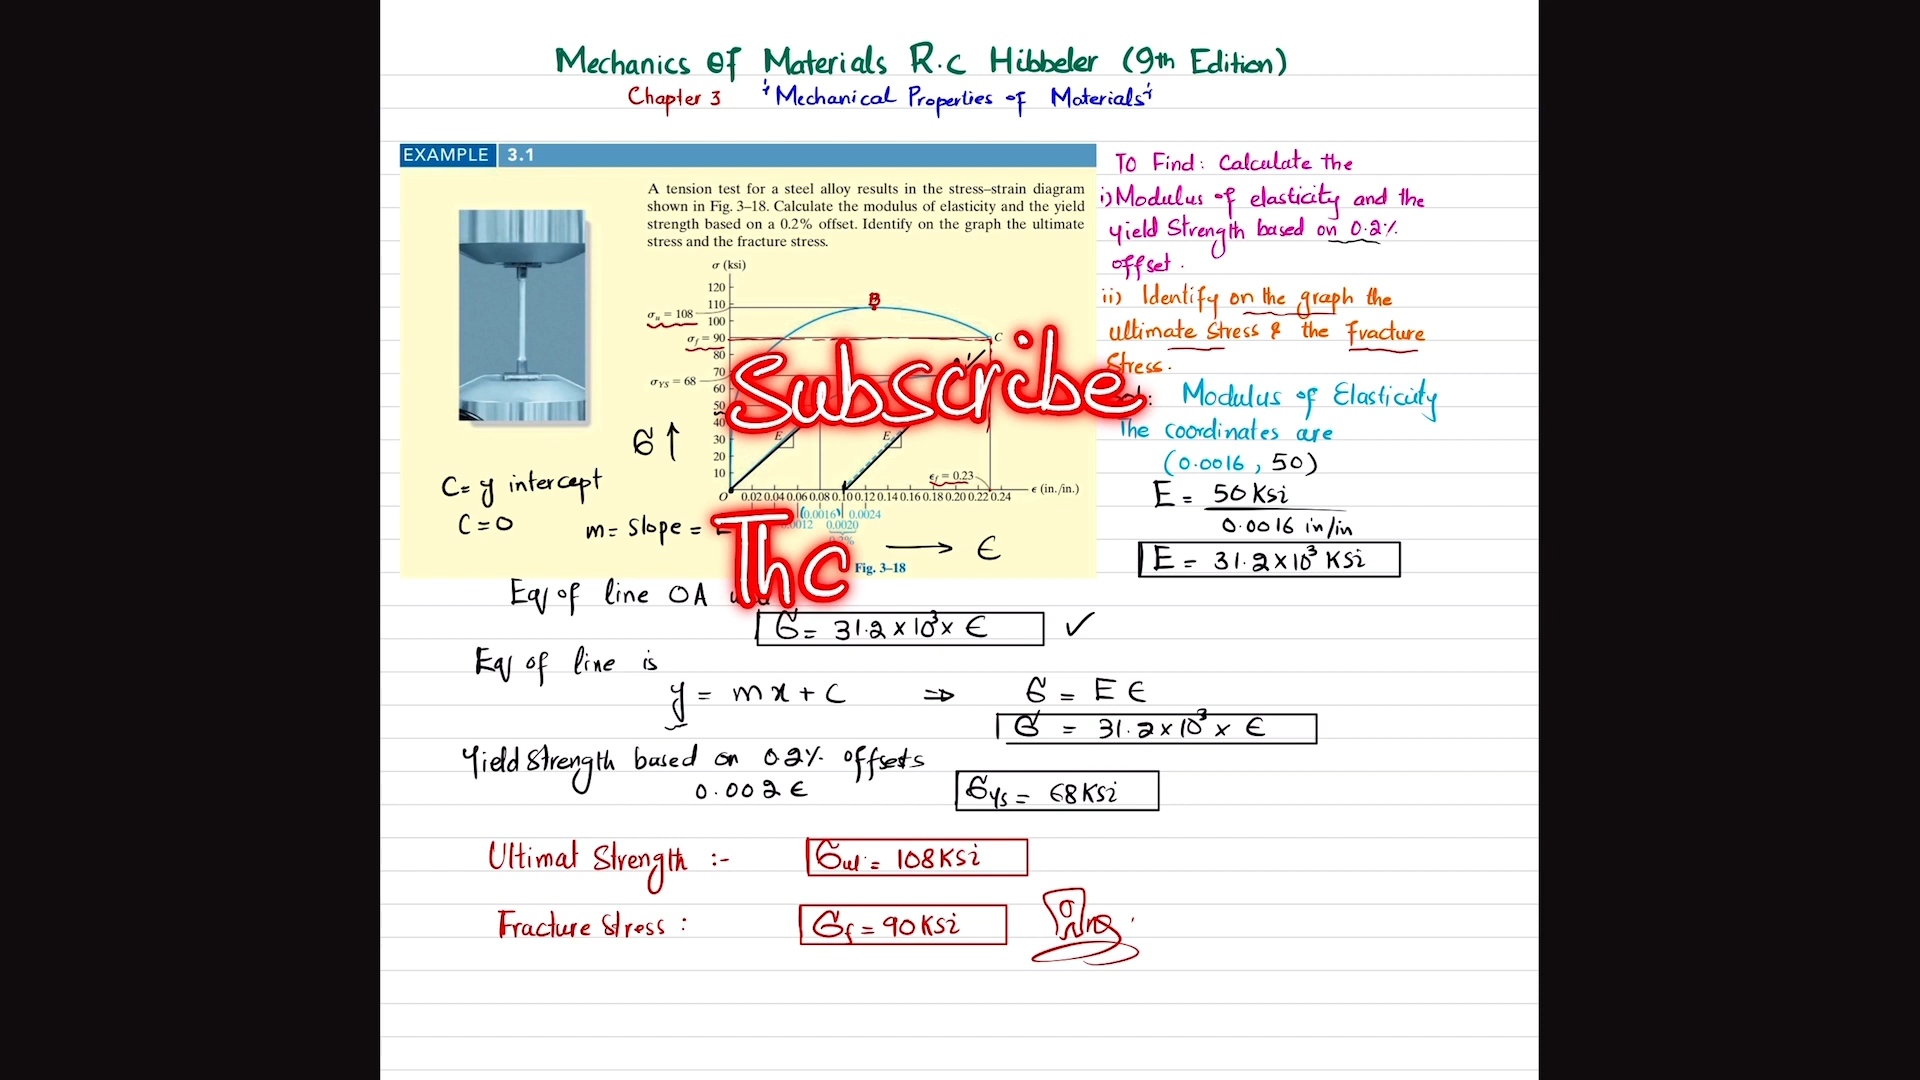 Mechanics Of Materials R.C Hibbeler (9th Edition)
Chapter 3 "Mechanical Properties of Materials"
EXAMPLE 3.1
A tension test for a steel alloy results in the stress–strain diagram
shown in Fig. 3–18. Calculate the modulus of elasticity and the yield
strength based on a 0.2% offset. Identify on the graph the ultimate
stress and the fracture stress.
To Find: Calculate the
i) Modulus of elasticity and the
yield Strength based on 0.2%
offset.
ii) Identify on the graph the
ultimate stress & the fracture
stress.
σ (ksi)
120
110
100
80
70
60
50
40
30
20
10
σu = 108
σf = 90
σYS = 68
B
C
E
E
ϵf = 0.23
O 0.02 0.04 0.06 0.08 0.10 0.12 0.14 0.16 0.18 0.20 0.22 0.24
ϵ (in./in.)
0.0016 0.0024
0.0020
Fig. 3–18
Subscribe
The
σ ↑
→ ϵ
C= y intercept
C=0
m= slope =
Modulus of Elasticity
The coordinates are
(0.0016, 50)
E = 50 Ksi
0.0016 in/in
E = 31.2x10³ KSi
Eq of line OA
σ = 31.2 x 10³x ϵ ✓
Eq of line is
y = mx+c ⇒ σ = E ϵ
σ = 31.2x10³ x ϵ
Yield Strength based on 0.2% offsets
0.002 ϵ
σys = 68 KSi
Ultimat Strength :-
σul = 108 KSi
Fracture Stress :
σf = 90 KSi